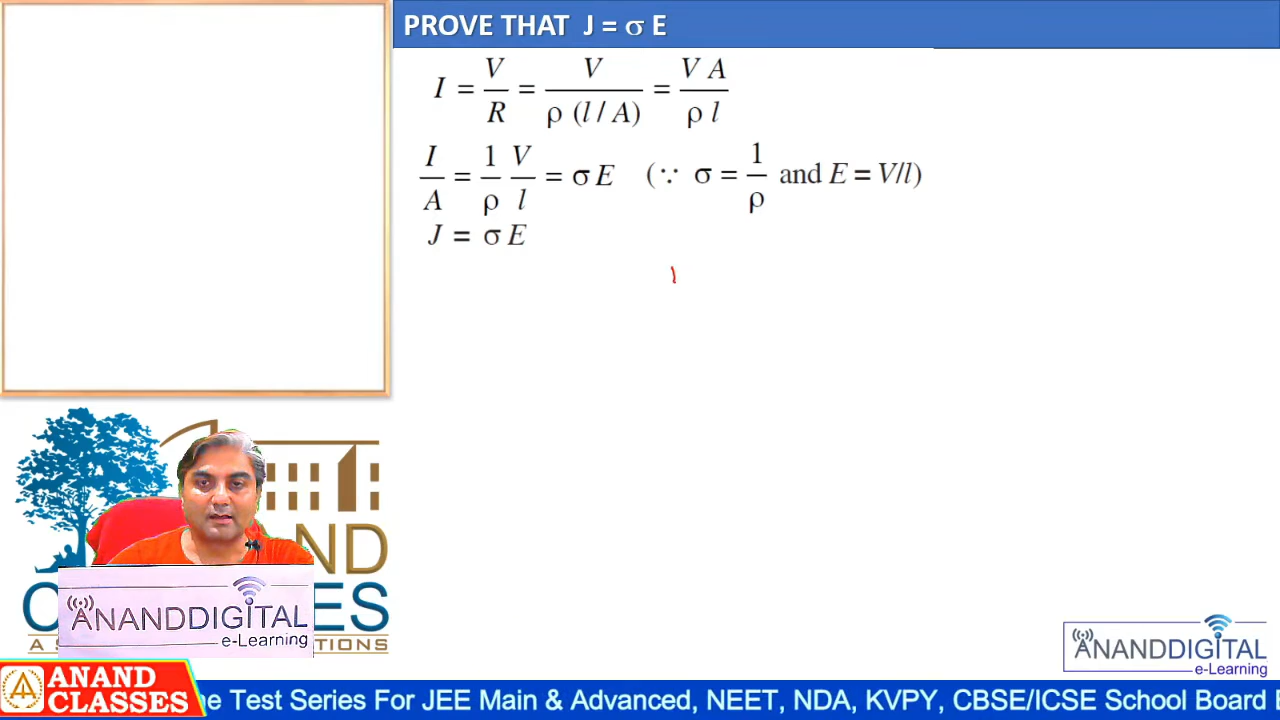 PROVE THAT J = σ E
I = V/R = V/ρ (l / A) = V A/ρ l
I/A = 1/ρ V/l = σ E (∵ σ = 1/ρ and E = V/l)
J = σ E
ANANDDIGITAL
e-Learning
ANANDDIGITAL
e-Learning
ANAND
CLASSES
e Test Series For JEE Main & Advanced, NEET, NDA, KVPY, CBSE/ICSE School Board